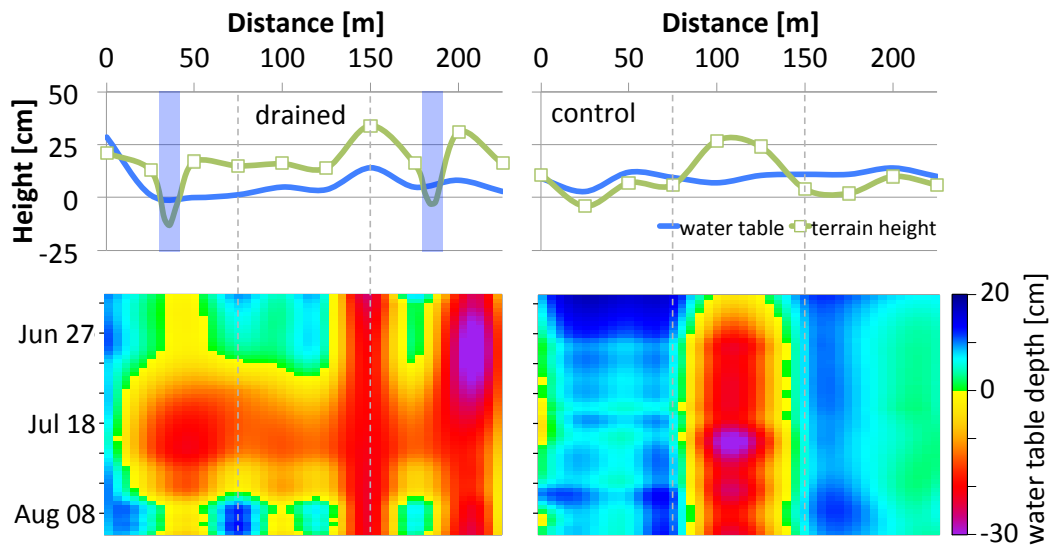 Distance [m]
Distance [m]
0 50 100 150 200
0 50 100 150 200
Height [cm]
50
25
0
-25
drained
control
water table
terrain height
Jun 27
Jul 18
Aug 08
20
0
-30
water table depth [cm]